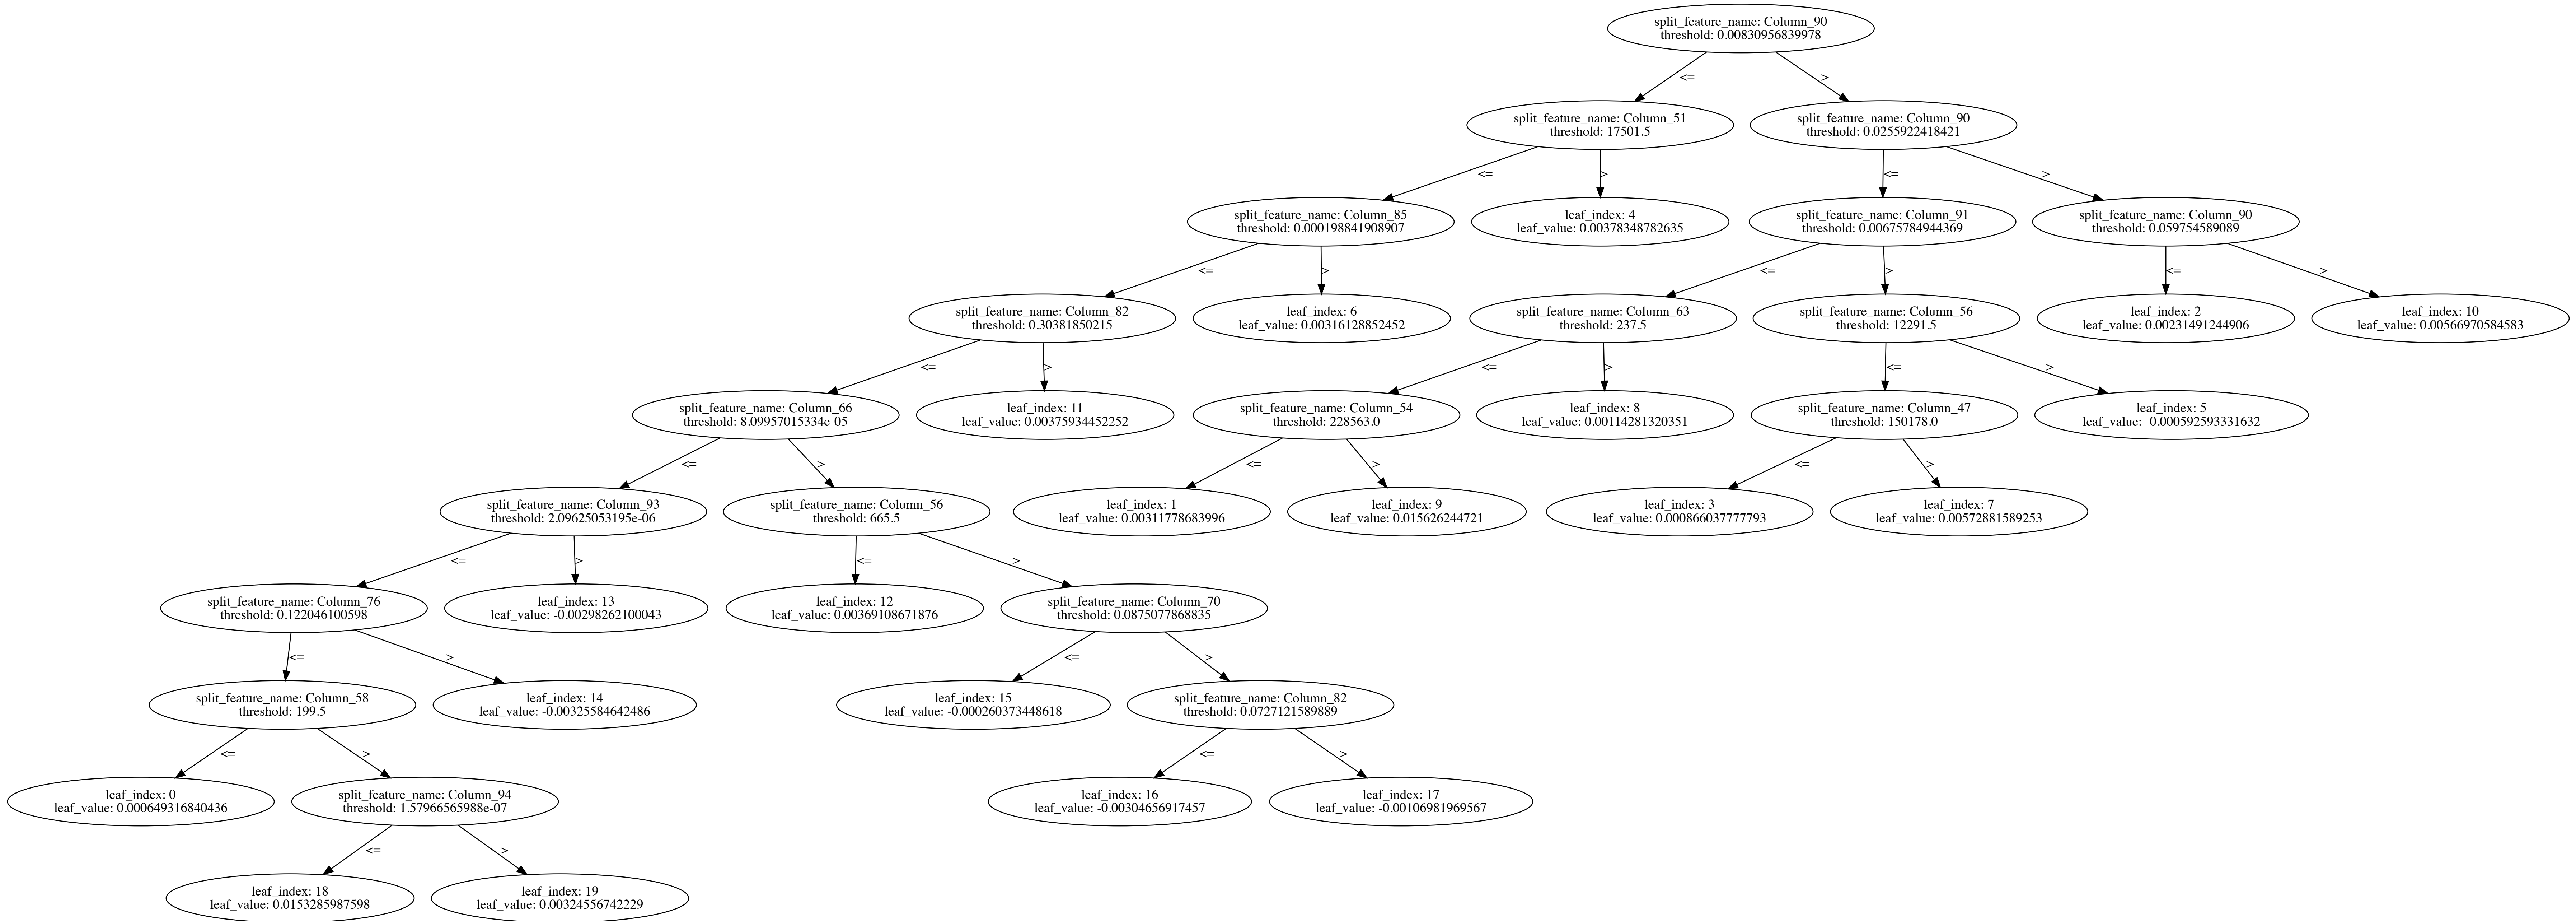 split_feature_name: Column_90
threshold: 0.00830956839978
<=
>
split_feature_name: Column_51
threshold: 17501.5
split_feature_name: Column_90
threshold: 0.0255922418421
<=
>
<=
>
split_feature_name: Column_85
threshold: 0.000198841908907
leaf_index: 4
leaf_value: 0.00378348782635
split_feature_name: Column_91
threshold: 0.00675784944369
split_feature_name: Column_90
threshold: 0.059754589089
<=
>
<=
>
<=
>
split_feature_name: Column_82
threshold: 0.30381850215
leaf_index: 6
leaf_value: 0.00316128852452
split_feature_name: Column_63
threshold: 237.5
split_feature_name: Column_56
threshold: 12291.5
leaf_index: 2
leaf_value: 0.00231491244906
leaf_index: 10
leaf_value: 0.00566970584583
<=
>
<=
>
<=
>
split_feature_name: Column_66
threshold: 8.09957015334e-05
leaf_index: 11
leaf_value: 0.00375934452252
split_feature_name: Column_54
threshold: 228563.0
leaf_index: 8
leaf_value: 0.00114281320351
split_feature_name: Column_47
threshold: 150178.0
leaf_index: 5
leaf_value: -0.000592593331632
<=
>
<=
>
<=
>
split_feature_name: Column_93
threshold: 2.09625053195e-06
split_feature_name: Column_56
threshold: 665.5
leaf_index: 1
leaf_value: 0.00311778683996
leaf_index: 9
leaf_value: 0.015626244721
leaf_index: 3
leaf_value: 0.000866037777793
leaf_index: 7
leaf_value: 0.00572881589253
<=
>
<=
>
split_feature_name: Column_76
threshold: 0.122046100598
leaf_index: 13
leaf_value: -0.00298262100043
leaf_index: 12
leaf_value: 0.00369108671876
split_feature_name: Column_70
threshold: 0.0875077868835
<=
>
<=
>
split_feature_name: Column_58
threshold: 199.5
leaf_index: 14
leaf_value: -0.00325584642486
leaf_index: 15
leaf_value: -0.000260373448618
split_feature_name: Column_82
threshold: 0.0727121589889
<=
>
<=
>
leaf_index: 0
leaf_value: 0.000649316840436
split_feature_name: Column_94
threshold: 1.57966565988e-07
leaf_index: 16
leaf_value: -0.00304656917457
leaf_index: 17
leaf_value: -0.00106981969567
<=
>
leaf_index: 18
leaf_value: 0.0153285987598
leaf_index: 19
leaf_value: 0.00324556742229